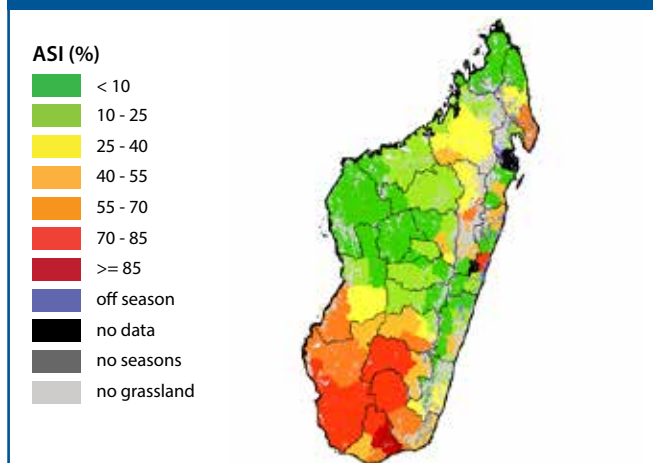 ASI (%)
< 10
10 - 25
25 - 40
40 - 55
55 - 70
70 - 85
>= 85
off season
no data
no seasons
no grassland